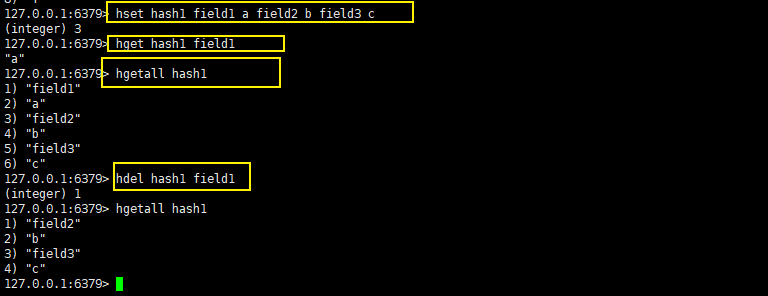 127.0.0.1:6379> hset hash1 field1 a field2 b field3 c
(integer) 3
127.0.0.1:6379> hget hash1 field1
"a"
127.0.0.1:6379> hgetall hash1
1) "field1"
2) "a"
3) "field2"
4) "b"
5) "field3"
6) "c"
127.0.0.1:6379> hdel hash1 field1
(integer) 1
127.0.0.1:6379> hgetall hash1
1) "field2"
2) "b"
3) "field3"
4) "c"
127.0.0.1:6379>